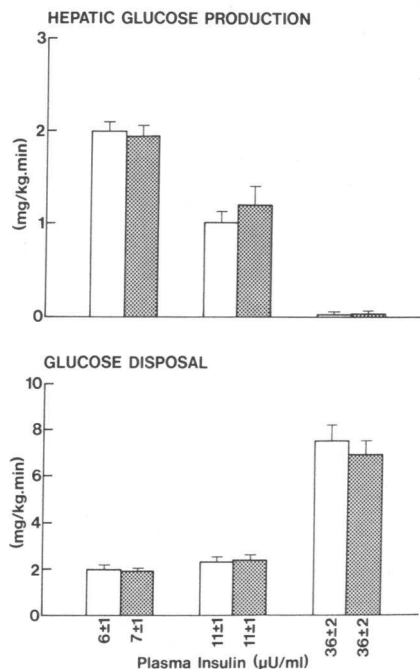 HEPATIC GLUCOSE PRODUCTION
3
2
1
0
(mg/kg.min)
GLUCOSE DISPOSAL
10
8
6
4
2
0
(mg/kg.min)
6±1 7±1 11±1 11±1 36±2 36±2
Plasma Insulin (μU/ml)